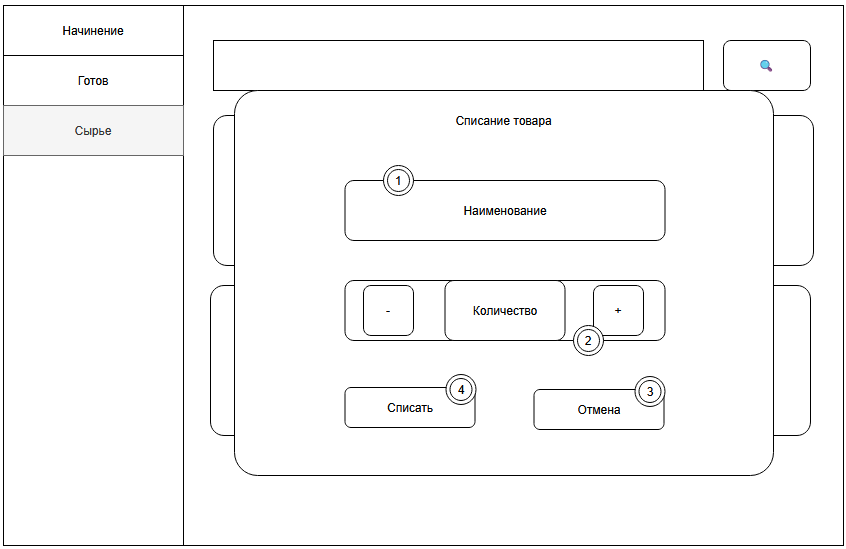 Начинение
Готов
Сырье
🔍
Списание товара
1
Наименование
-
Количество
+
2
Списать
4
Отмена
3